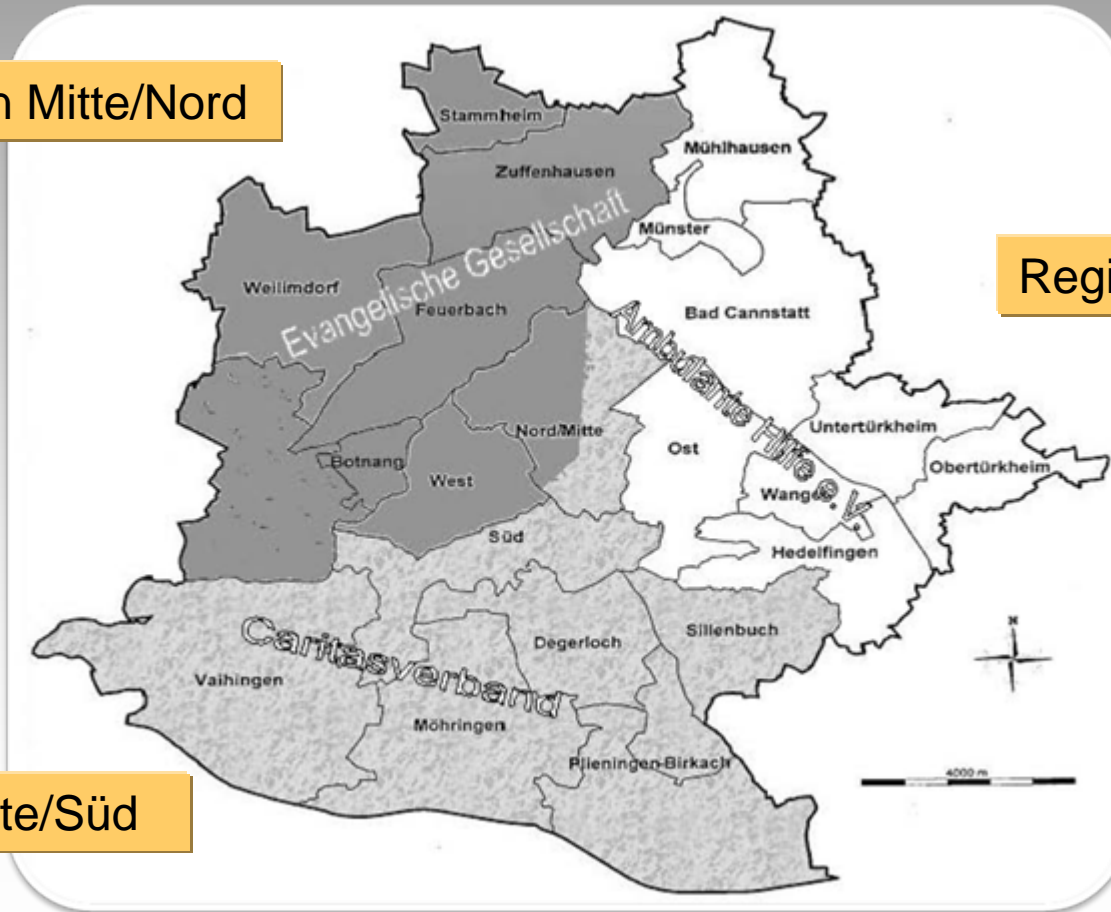 n Mitte/Nord
Stammheim
Mühlhausen
Zuffenhausen
Münster
Evangelische Gesellschaft
Weilimdorf
Feuerbach
Regi
Bad Cannstatt
Ambulante Hilfe e.V.
Untertürkheim
Nord/Mitte
Ost
Obertürkheim
Botnang
West
Wangen
Süd
Hedelfingen
Caritasverband
Degerloch
Sillenbuch
N
Vaihingen
Möhringen
Plieningen-Birkach
4000 m
te/Süd